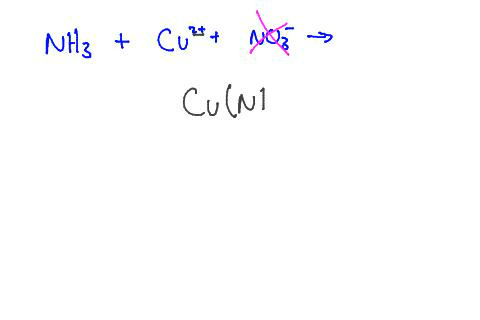 NH3 + Cu²⁺ + NO₃⁻ →
Cu(N